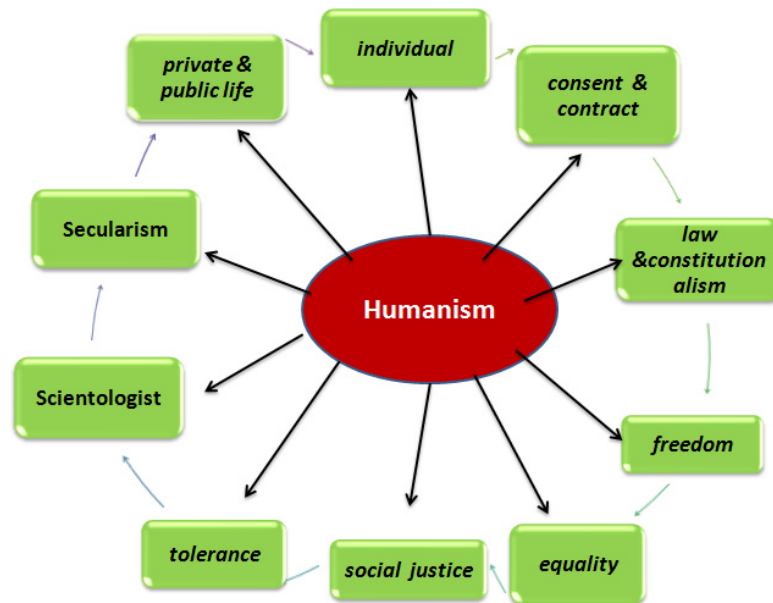 individual
private &
public life
consent &
contract
Secularism
law
&constitution
alism
Humanism
Scientologist
freedom
tolerance
social justice
equality